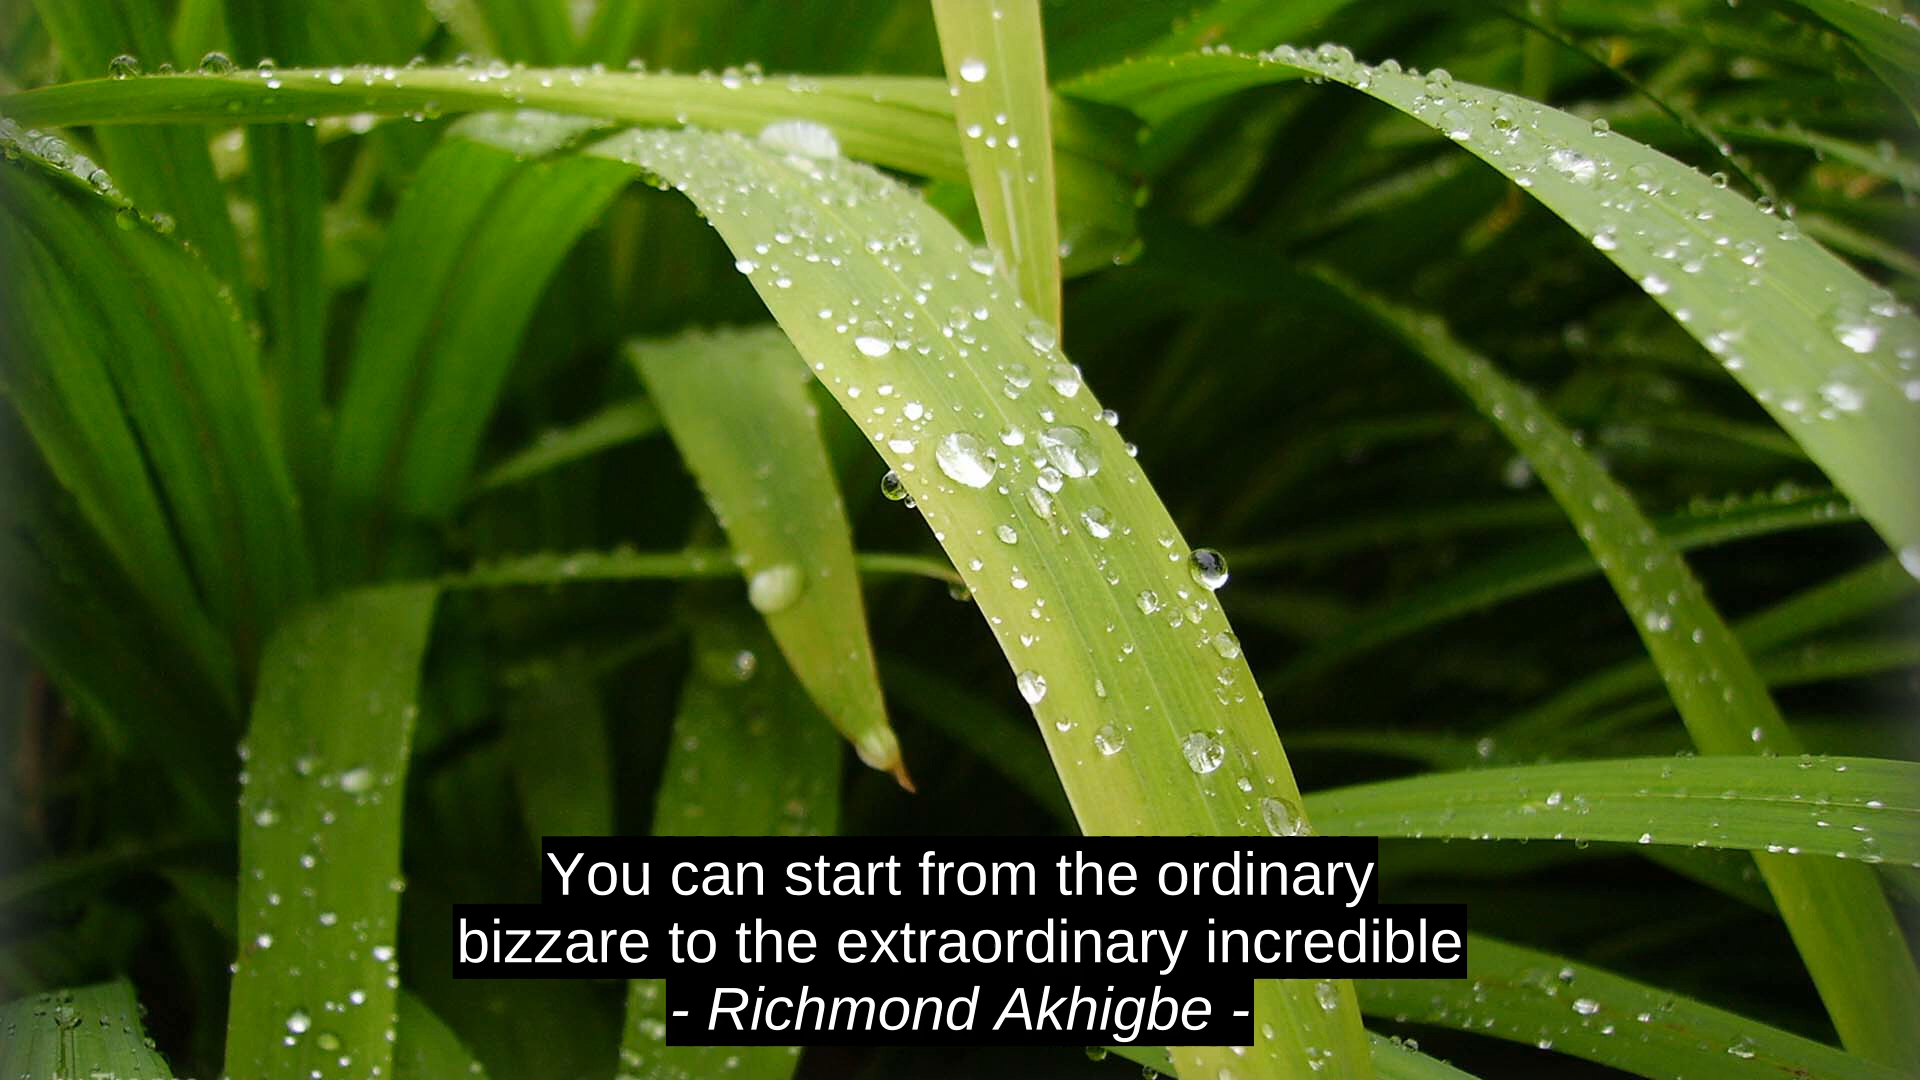 You can start from the ordinary
bizzare to the extraordinary incredible
- Richmond Akhigbe -